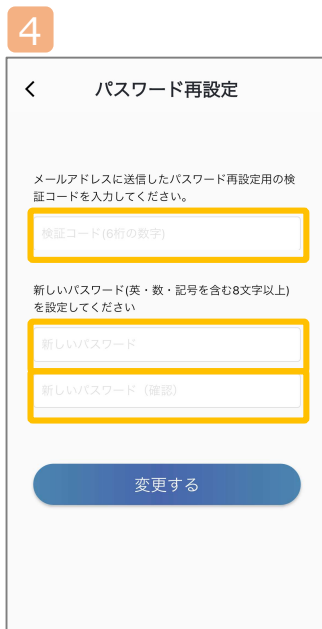 4
パスワード再設定
メールアドレスに送信したパスワード再設定用の検
証コードを入力してください。
検証コード(6桁の数字)
新しいパスワード(英・数・記号を含む8文字以上)
を設定してください
新しいパスワード
新しいパスワード（確認）
変更する